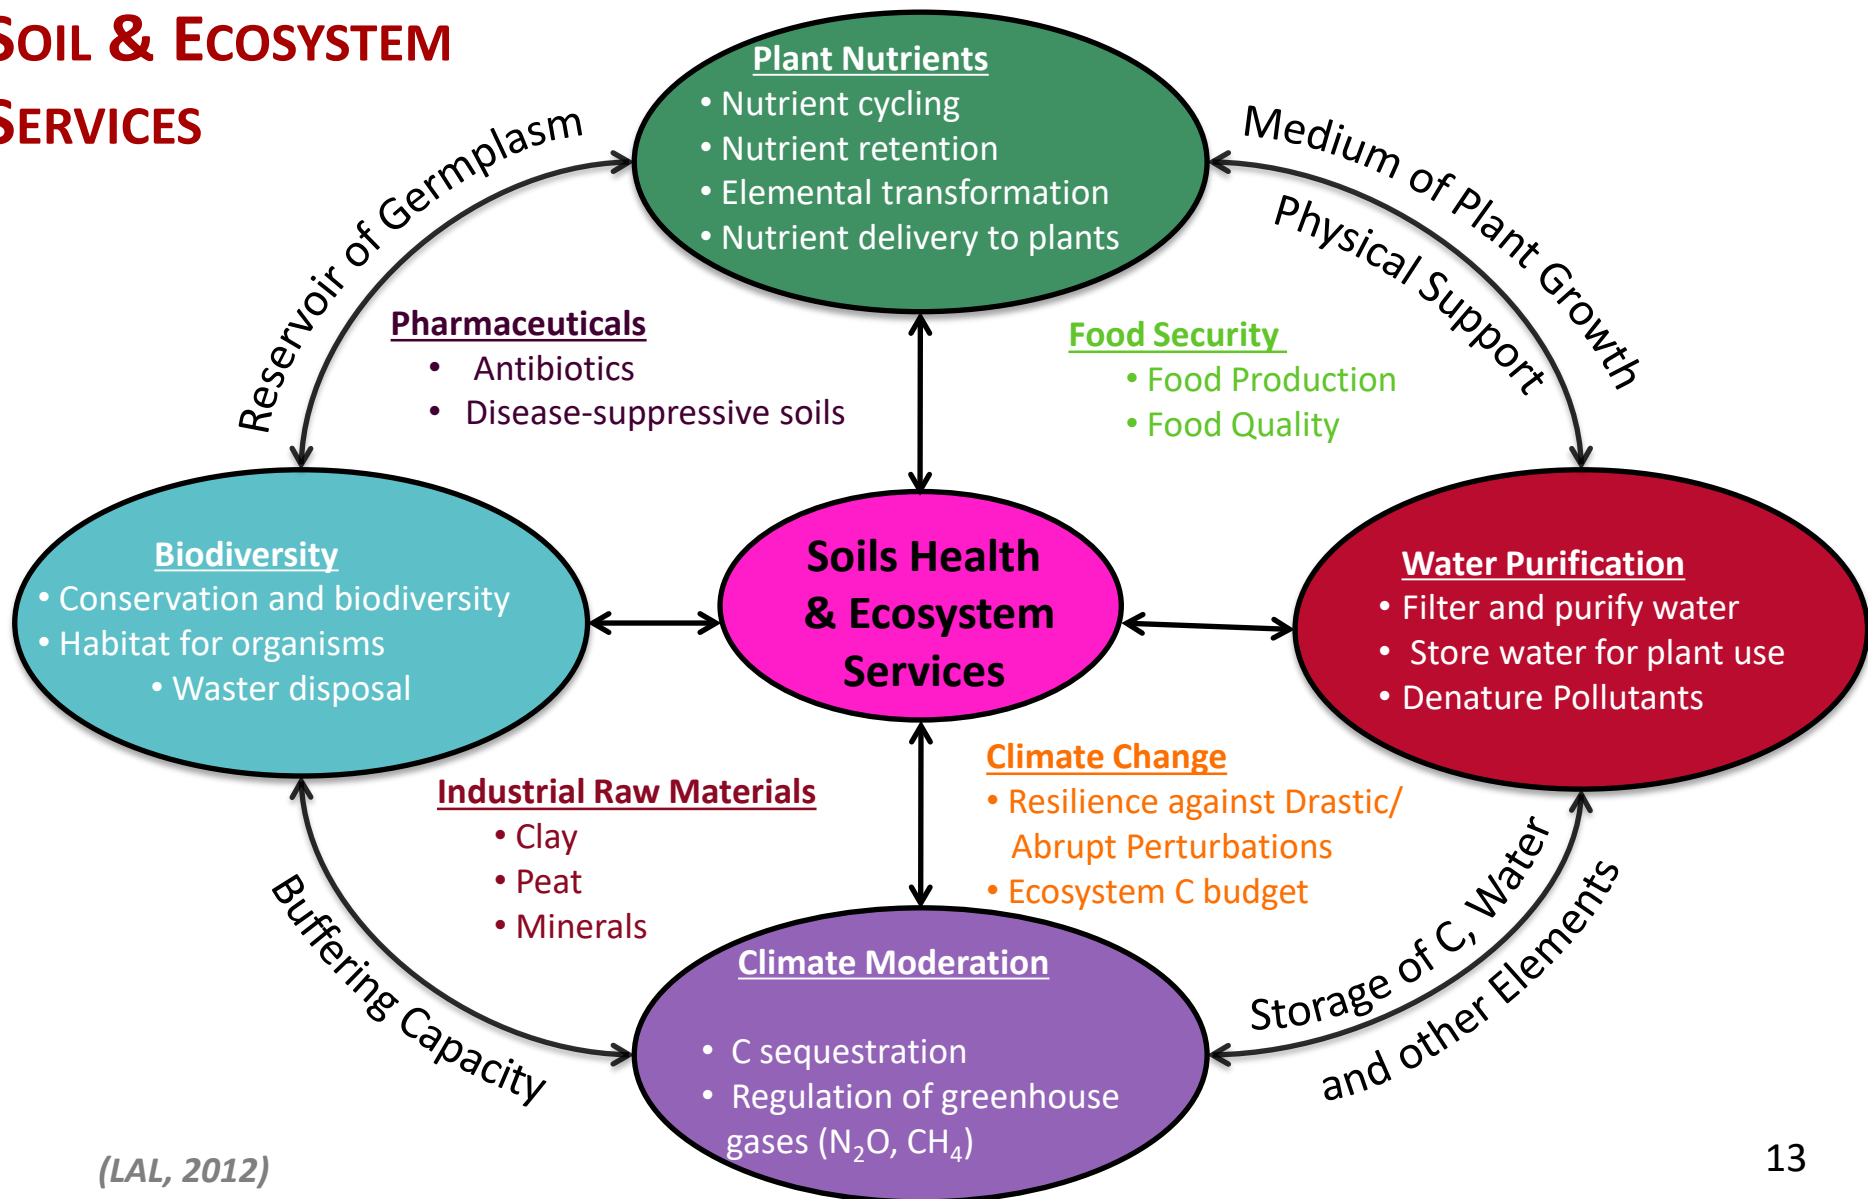 SOIL & ECOSYSTEM
SERVICES
Plant Nutrients
• Nutrient cycling
• Nutrient retention
• Elemental transformation
• Nutrient delivery to plants
Reservoir of Germplasm
Medium of Plant Growth
Physical Support
Pharmaceuticals
• Antibiotics
• Disease-suppressive soils
Food Security
• Food Production
• Food Quality
Biodiversity
• Conservation and biodiversity
• Habitat for organisms
• Waster disposal
Soils Health
& Ecosystem
Services
Water Purification
• Filter and purify water
• Store water for plant use
• Denature Pollutants
Industrial Raw Materials
• Clay
• Peat
• Minerals
Climate Change
• Resilience against Drastic/
Abrupt Perturbations
• Ecosystem C budget
Buffering Capacity
Storage of C, Water
and other Elements
Climate Moderation
• C sequestration
• Regulation of greenhouse
gases (N₂O, CH₄)
(LAL, 2012)
13